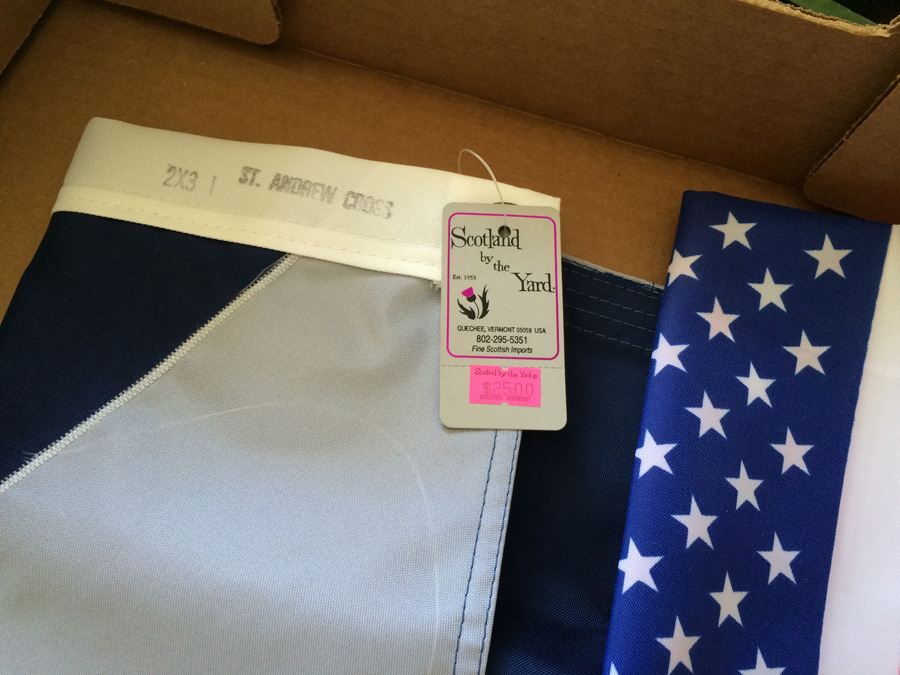 2X3 | ST. ANDREW CROSS
Scotland
by
the
Est. 1953
Yard.
QUECHEE, VERMONT 05059 USA
802-295-5351
Fine Scottish Imports
Scotland by the Yard
$25.00
QUECHEE, VERMONT